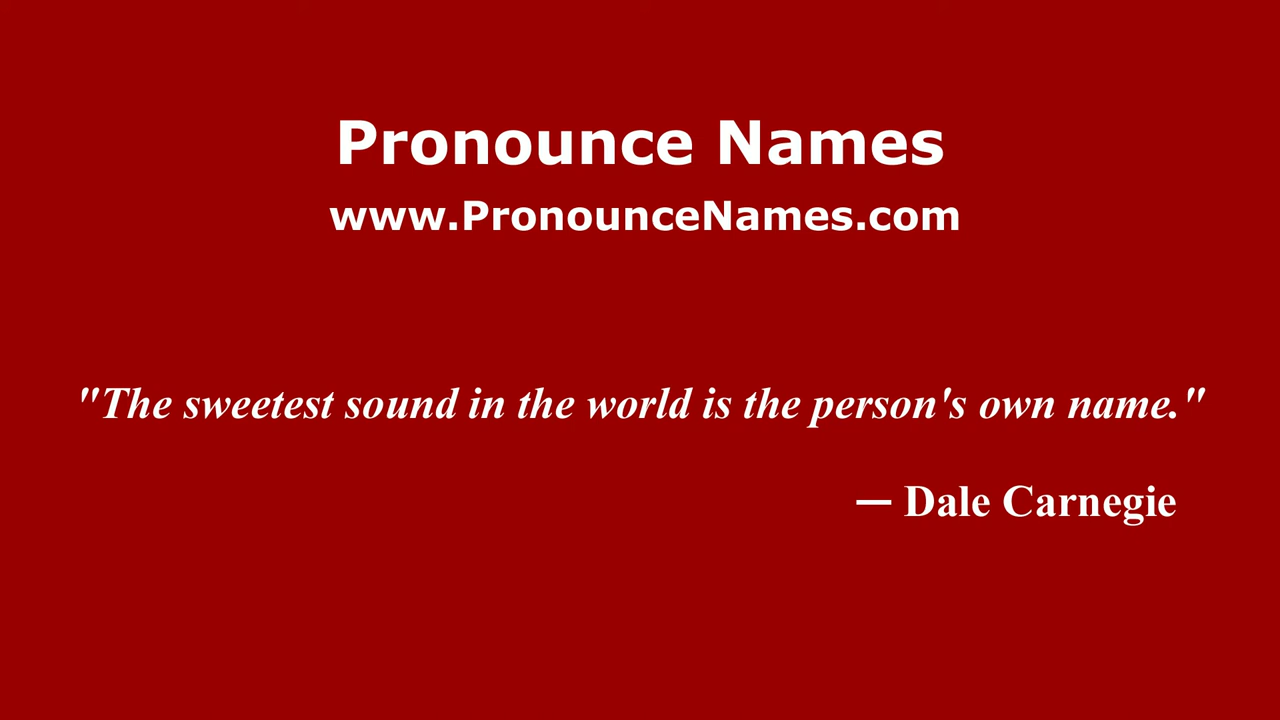 Pronounce Names
www.PronounceNames.com
"The sweetest sound in the world is the person's own name."
— Dale Carnegie